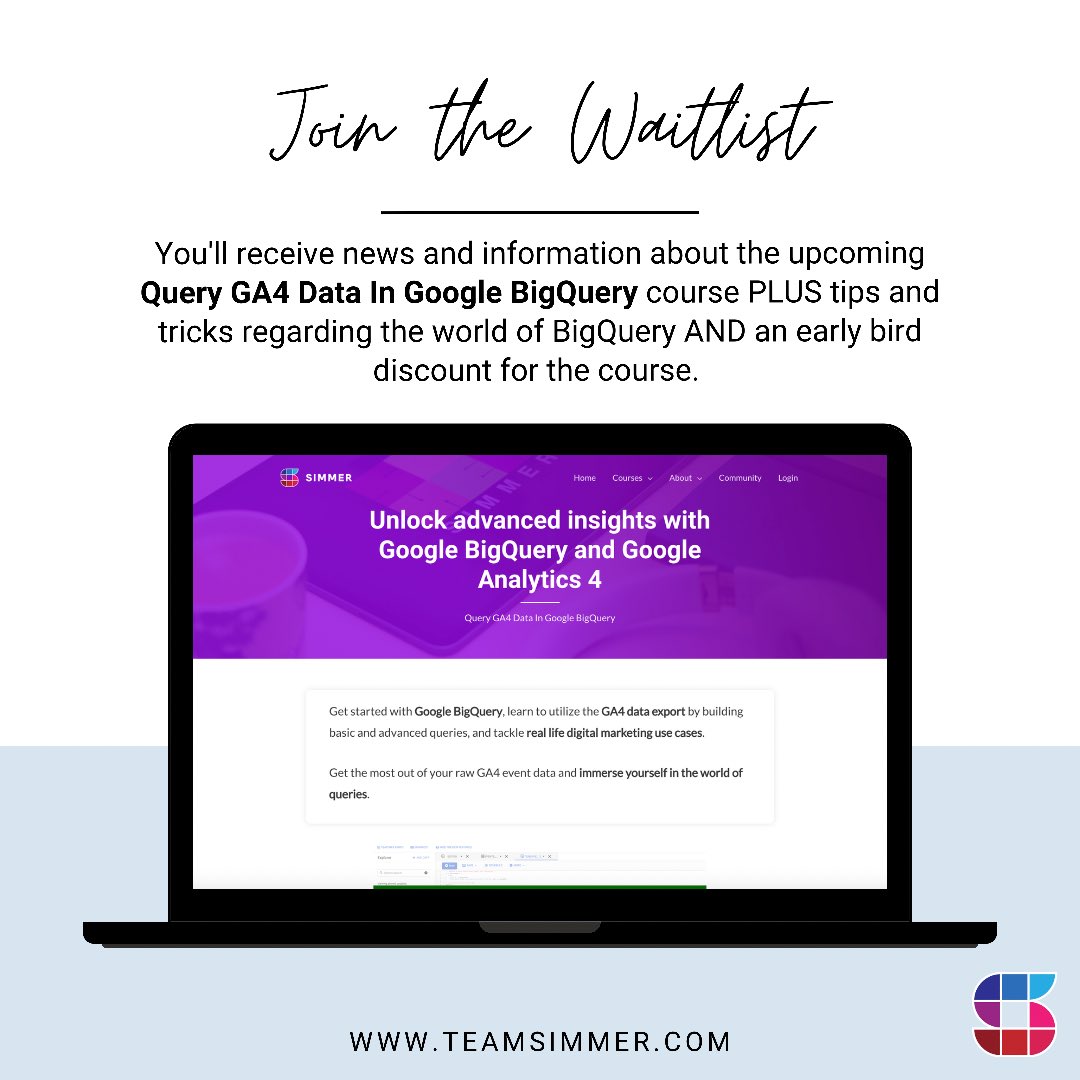 Join the Waitlist
You'll receive news and information about the upcoming
Query GA4 Data In Google BigQuery course PLUS tips and
tricks regarding the world of BigQuery AND an early bird
discount for the course.
SIMMER
Home Courses About Community Login
Unlock advanced insights with
Google BigQuery and Google
Analytics 4
Query GA4 Data In Google BigQuery
Get started with Google BigQuery, learn to utilize the GA4 data export by building
basic and advanced queries, and tackle real life digital marketing use cases.
Get the most out of your raw GA4 event data and immerse yourself in the world of
queries.
Explorer
WWW.TEAMSIMMER.COM